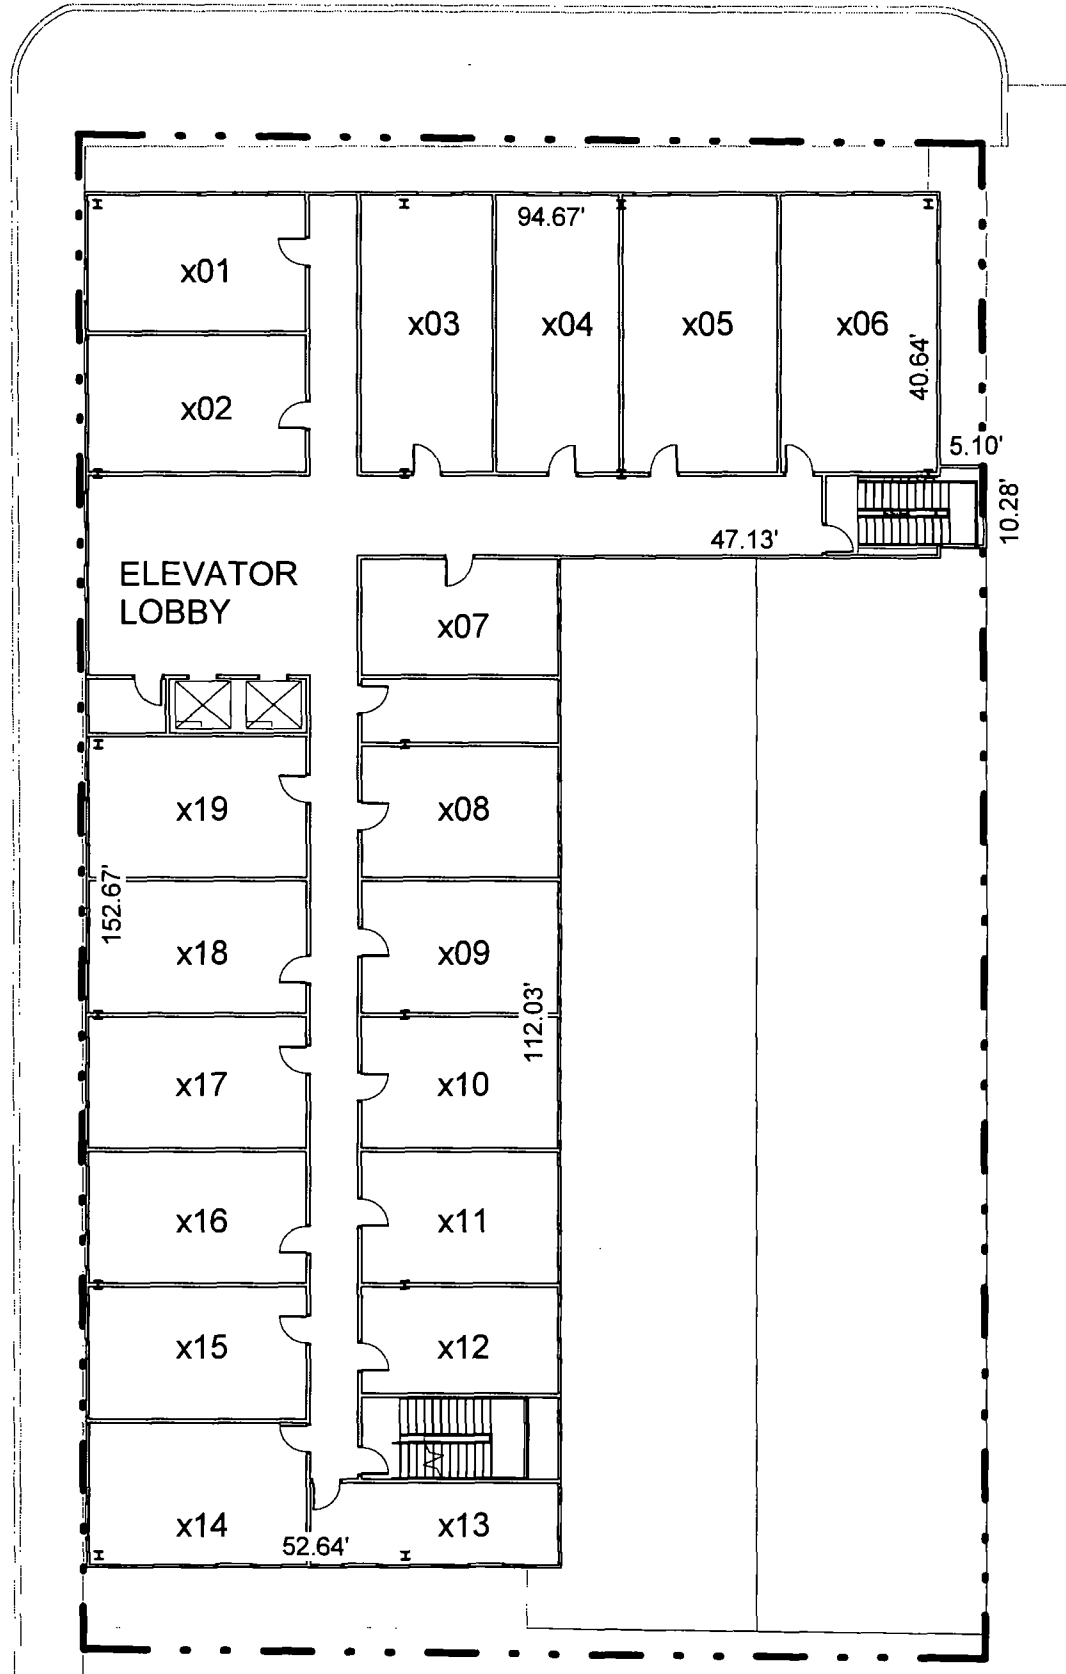 94.67'
x01
x03
x04
x05
x06
40.64'
x02
5.10'
10.28'
47.13'
ELEVATOR
LOBBY
x07
x19
x08
152.67'
x18
x09
112.03'
x17
x10
x16
x11
x15
x12
x14
x13
52.64'